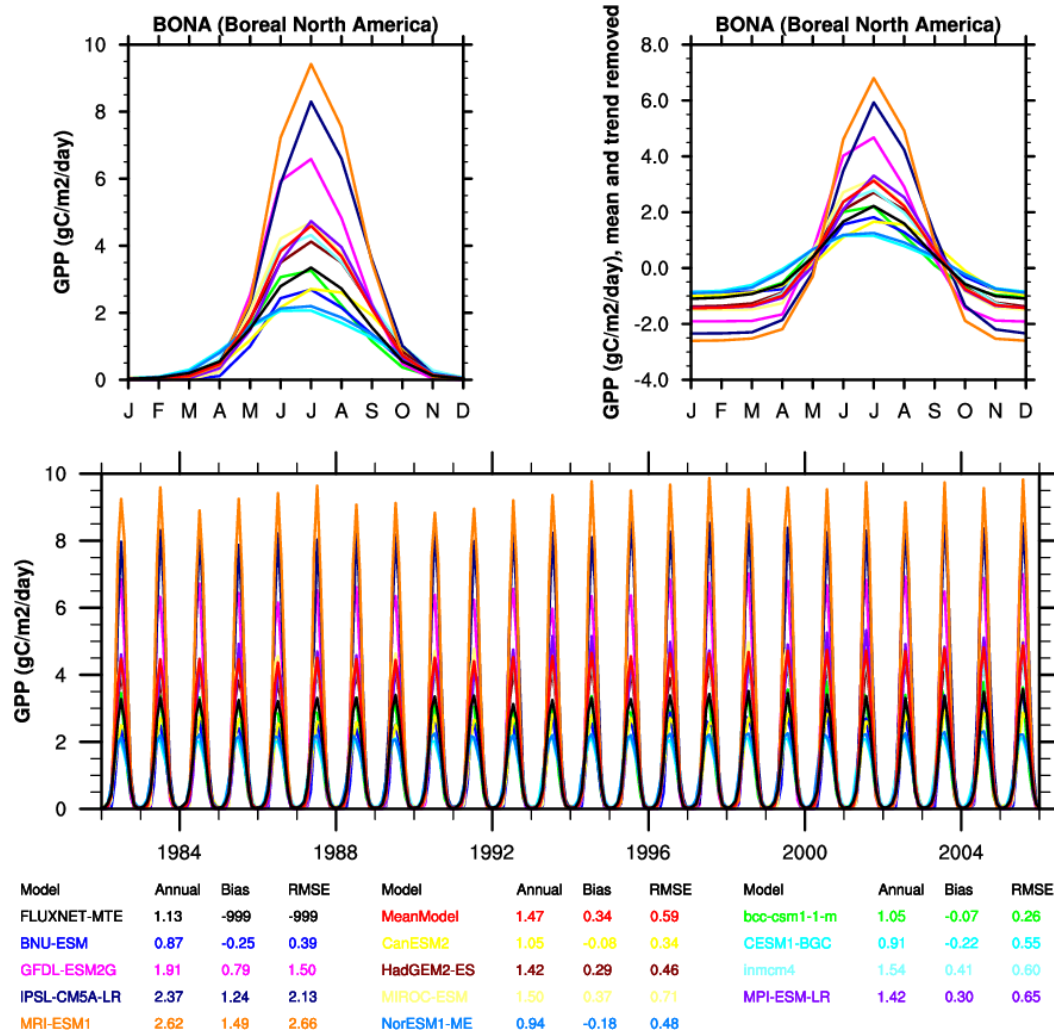 BONA (Boreal North America)
GPP (gC/m2/day)
10
8
6
4
2
0
J F M A M J J A S O N D
BONA (Boreal North America)
GPP (gC/m2/day), mean and trend removed
8.0
6.0
4.0
2.0
0.0
-2.0
-4.0
J F M A M J J A S O N D
GPP (gC/m2/day)
10
8
6
4
2
0
1984 1988 1992 1996 2000 2004
Model Annual Bias RMSE Model Annual Bias RMSE Model Annual Bias RMSE
FLUXNET-MTE 1.13 -999 -999 MeanModel 1.47 0.34 0.59 bcc-csm1-1-m 1.05 -0.07 0.26
BNU-ESM 0.87 -0.25 0.39 CanESM2 1.05 -0.08 0.34 CESM1-BGC 0.91 -0.22 0.55
GFDL-ESM2G 1.91 0.79 1.50 HadGEM2-ES 1.42 0.29 0.46 inmcm4 1.54 0.41 0.60
IPSL-CM5A-LR 2.37 1.24 2.13 MIROC-ESM 1.50 0.37 0.71 MPI-ESM-LR 1.42 0.30 0.65
MRI-ESM1 2.62 1.49 2.66 NorESM1-ME 0.94 -0.18 0.48